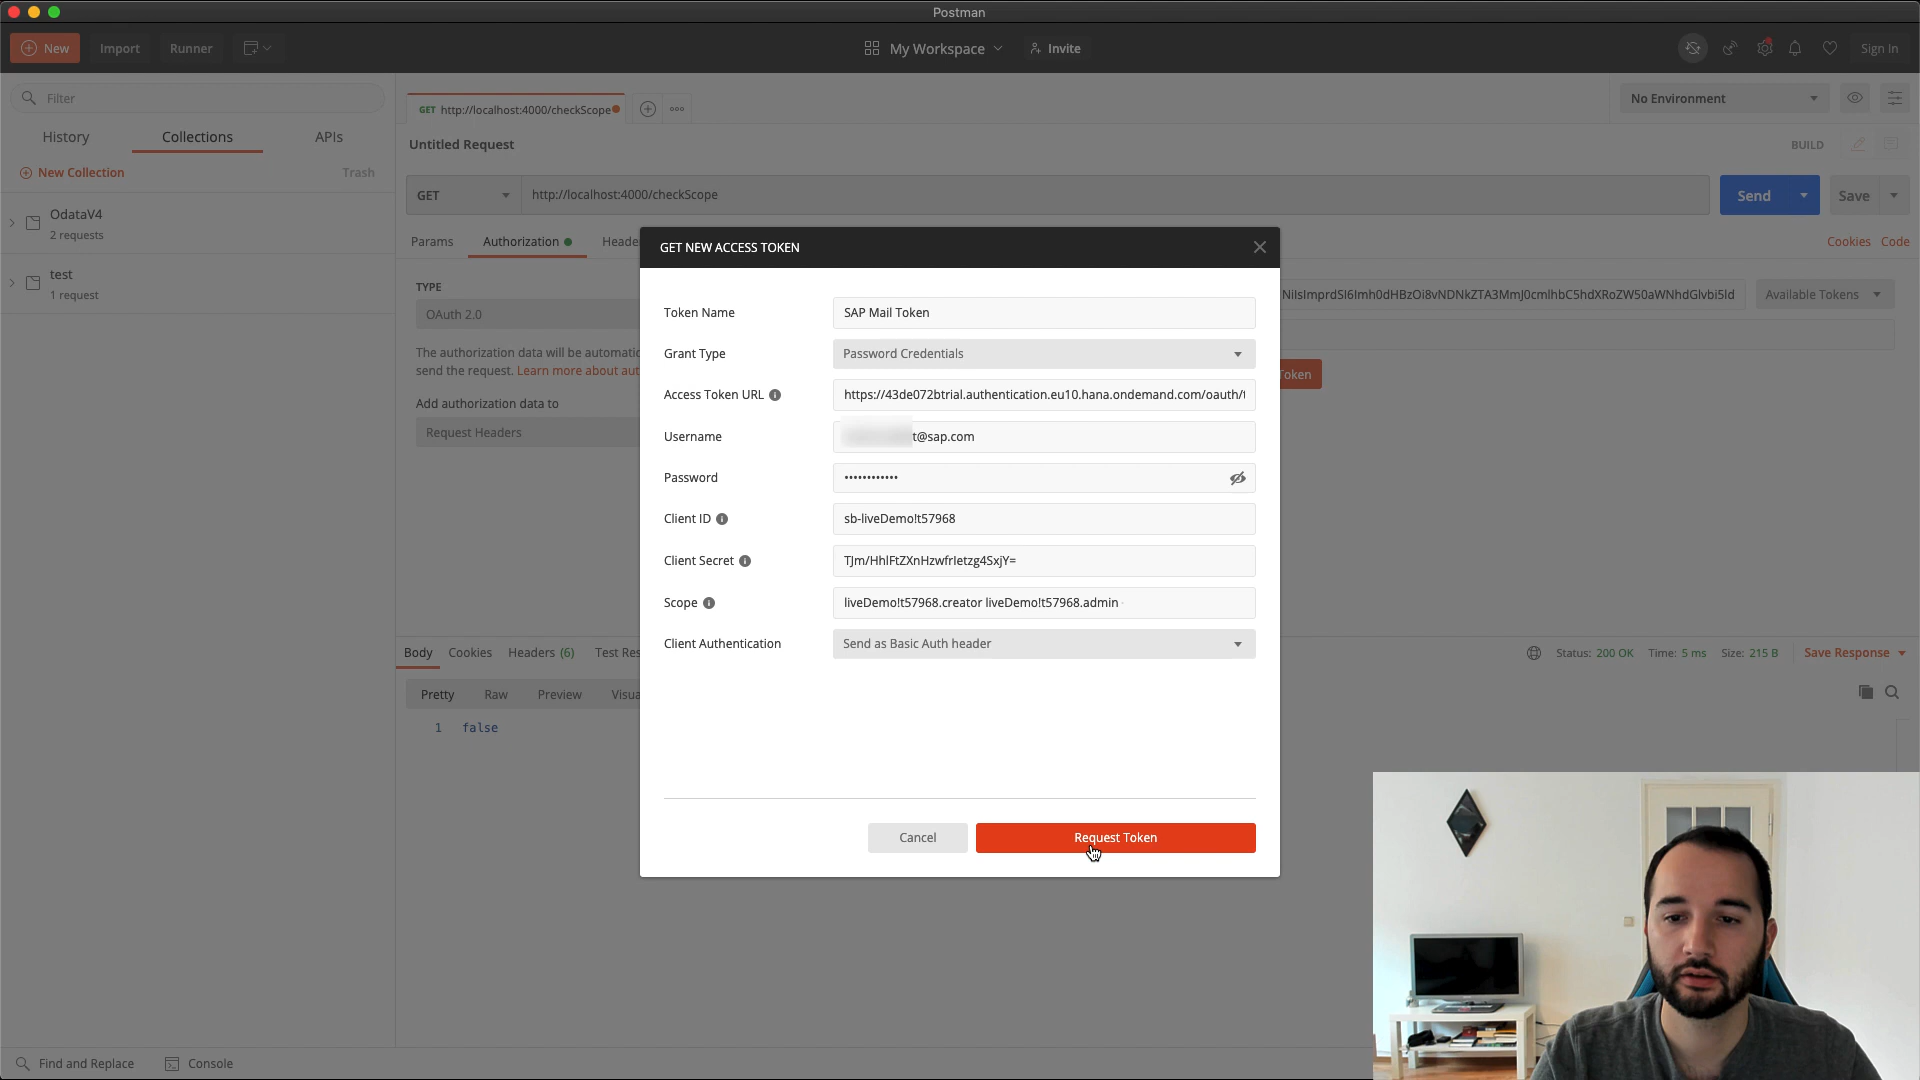 Postman
New
Import
Runner
My Workspace
Invite
Sign In
Filter
GET http://localhost:4000/checkScope
No Environment
History
Collections
APIs
Untitled Request
BUILD
New Collection
Trash
GET
http://localhost:4000/checkScope
Send
Save
OdataV4
2 requests
Params
Authorization
Heade
Cookies
Code
GET NEW ACCESS TOKEN
test
1 request
TYPE
OAuth 2.0
Available Tokens
The authorization data will be automatic
send the request. Learn more about aut
Token
Add authorization data to
Request Headers
Token Name
SAP Mail Token
Grant Type
Password Credentials
Access Token URL
https://43de072btrial.authentication.eu10.hana.ondemand.com/oauth/t
Username
t@sap.com
Password
••••••••••••
Client ID
sb-liveDemo!t57968
Client Secret
Scope
liveDemo!t57968.creator liveDemo!t57968.admin
Client Authentication
Send as Basic Auth header
Body
Cookies
Headers (6)
Test Res
Status: 200 OK
Time: 5 ms
Size: 215 B
Save Response
Pretty
Raw
Preview
Visua
1 false
Cancel
Request Token
Find and Replace
Console